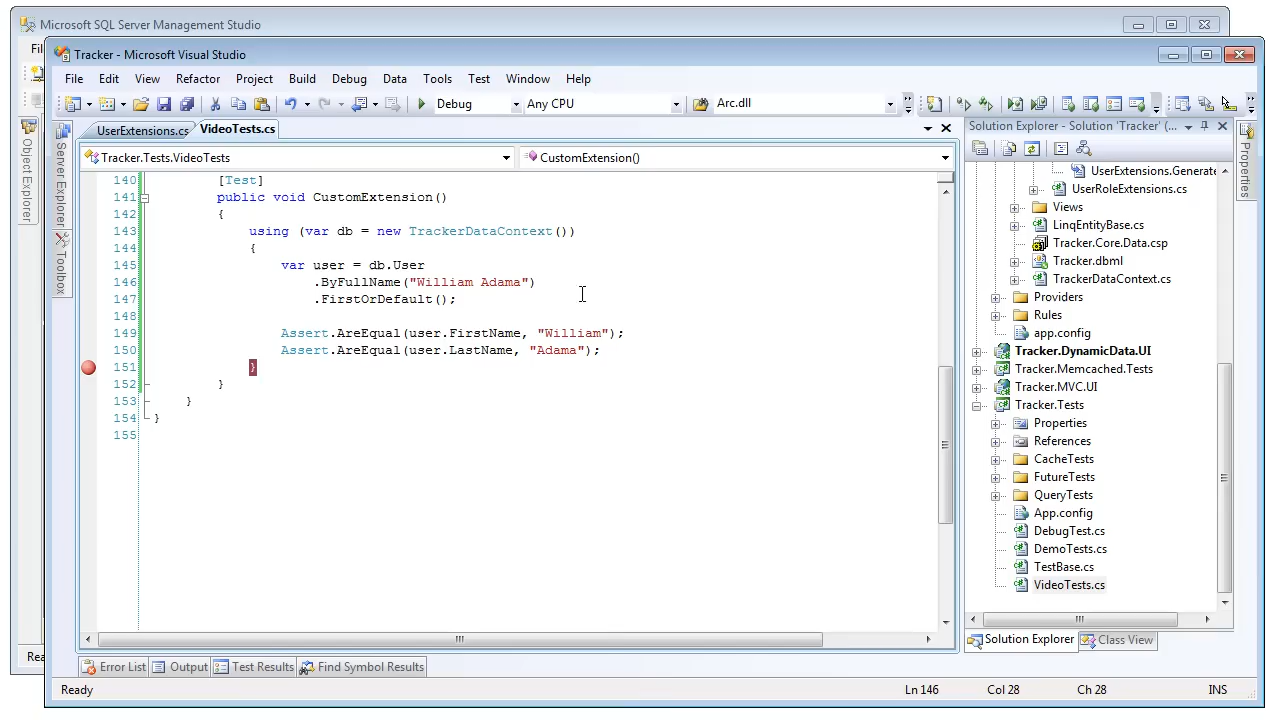 Microsoft SQL Server Management Studio
Fil
Tracker - Microsoft Visual Studio
File Edit View Refactor Project Build Debug Data Tools Test Window Help
Debug Any CPU Arc.dll
UserExtensions.cs VideoTests.cs
Solution Explorer - Solution 'Tracker' (...
Object Explorer
Server Explorer
Toolbox
Properties
Tracker.Tests.VideoTests CustomExtension()
140 [Test]
141 public void CustomExtension()
142 {
143 using (var db = new TrackerDataContext())
144 {
145 var user = db.User
146 .ByFullName("William Adama")
147 .FirstOrDefault();
148
149 Assert.AreEqual(user.FirstName, "William");
150 Assert.AreEqual(user.LastName, "Adama");
151 }
152 }
153 }
154 }
155
UserExtensions.Generate
UserRoleExtensions.cs
Views
LinqEntityBase.cs
Tracker.Core.Data.csp
Tracker.dbml
TrackerDataContext.cs
Providers
Rules
app.config
Tracker.DynamicData.UI
Tracker.Memcached.Tests
Tracker.MVC.UI
Tracker.Tests
Properties
References
CacheTests
FutureTests
QueryTests
App.config
DebugTest.cs
DemoTests.cs
TestBase.cs
VideoTests.cs
Solution Explorer Class View
Error List Output Test Results Find Symbol Results
Rea
Ready Ln 146 Col 28 Ch 28 INS